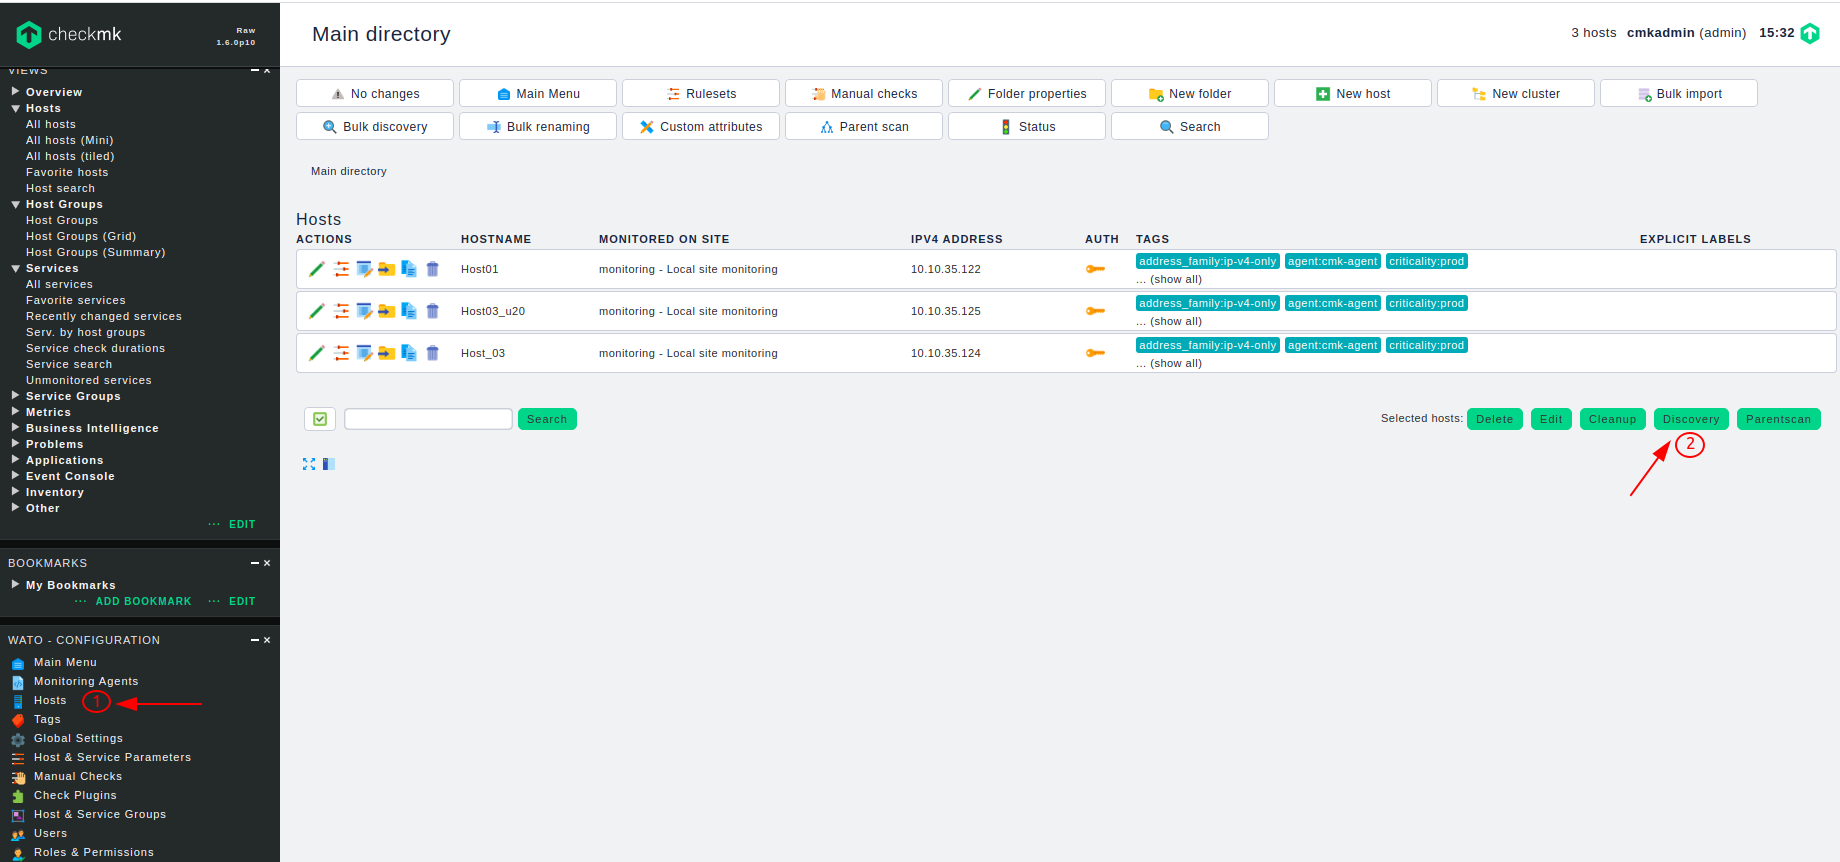 checkmk
Raw
1.6.0p10
VIEWS
Overview
Hosts
All hosts
All hosts (Mini)
All hosts (tiled)
Favorite hosts
Host search
Host Groups
Host Groups
Host Groups (Grid)
Host Groups (Summary)
Services
All services
Favorite services
Recently changed services
Serv. by host groups
Service check durations
Service search
Unmonitored services
Service Groups
Metrics
Business Intelligence
Problems
Applications
Event Console
Inventory
Other
··· EDIT
BOOKMARKS
My Bookmarks
··· ADD BOOKMARK ··· EDIT
WATO - CONFIGURATION
Main Menu
Monitoring Agents
Hosts 1
Tags
Global Settings
Host & Service Parameters
Manual Checks
Check Plugins
Host & Service Groups
Users
Roles & Permissions
Main directory
3 hosts cmkadmin (admin) 15:32
No changes Main Menu Rulesets Manual checks Folder properties New folder New host New cluster Bulk import
Bulk discovery Bulk renaming Custom attributes Parent scan Status Search
Main directory
Hosts
ACTIONS HOSTNAME MONITORED ON SITE IPV4 ADDRESS AUTH TAGS EXPLICIT LABELS
Host01 monitoring - Local site monitoring 10.10.35.122 address_family:ip-v4-only agent:cmk-agent criticality:prod
... (show all)
Host03_u20 monitoring - Local site monitoring 10.10.35.125 address_family:ip-v4-only agent:cmk-agent criticality:prod
... (show all)
Host_03 monitoring - Local site monitoring 10.10.35.124 address_family:ip-v4-only agent:cmk-agent criticality:prod
... (show all)
Search Selected hosts: Delete Edit Cleanup Discovery Parentscan
2